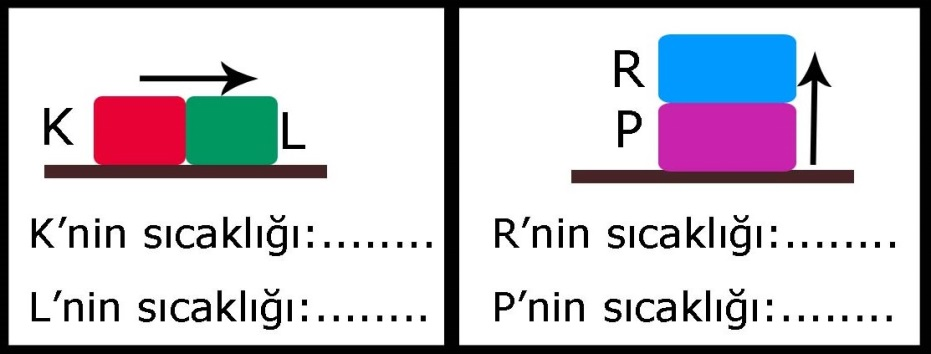 K L
K’nin sıcaklığı:........
L’nin sıcaklığı:........
R
P
R’nin sıcaklığı:........
P’nin sıcaklığı:........